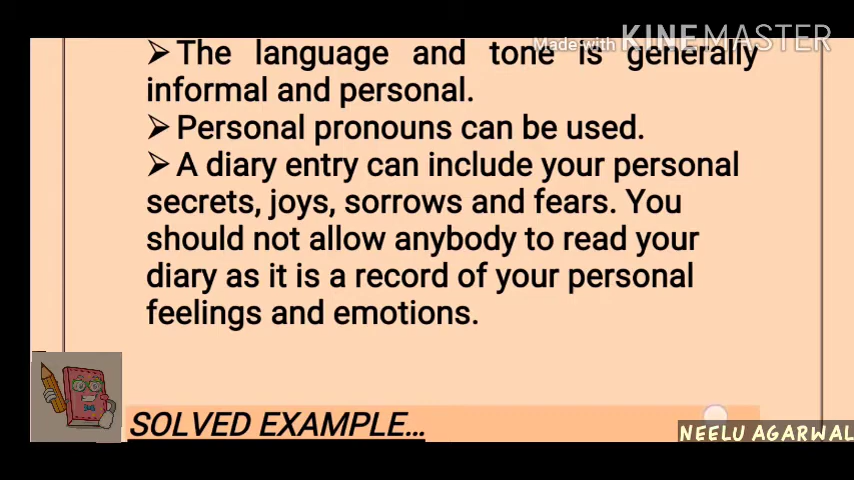 Made with KINEMASTER
➢ The language and tone is generally
informal and personal.
➢ Personal pronouns can be used.
➢ A diary entry can include your personal
secrets, joys, sorrows and fears. You
should not allow anybody to read your
diary as it is a record of your personal
feelings and emotions.
SOLVED EXAMPLE...
NEELU AGARWAL